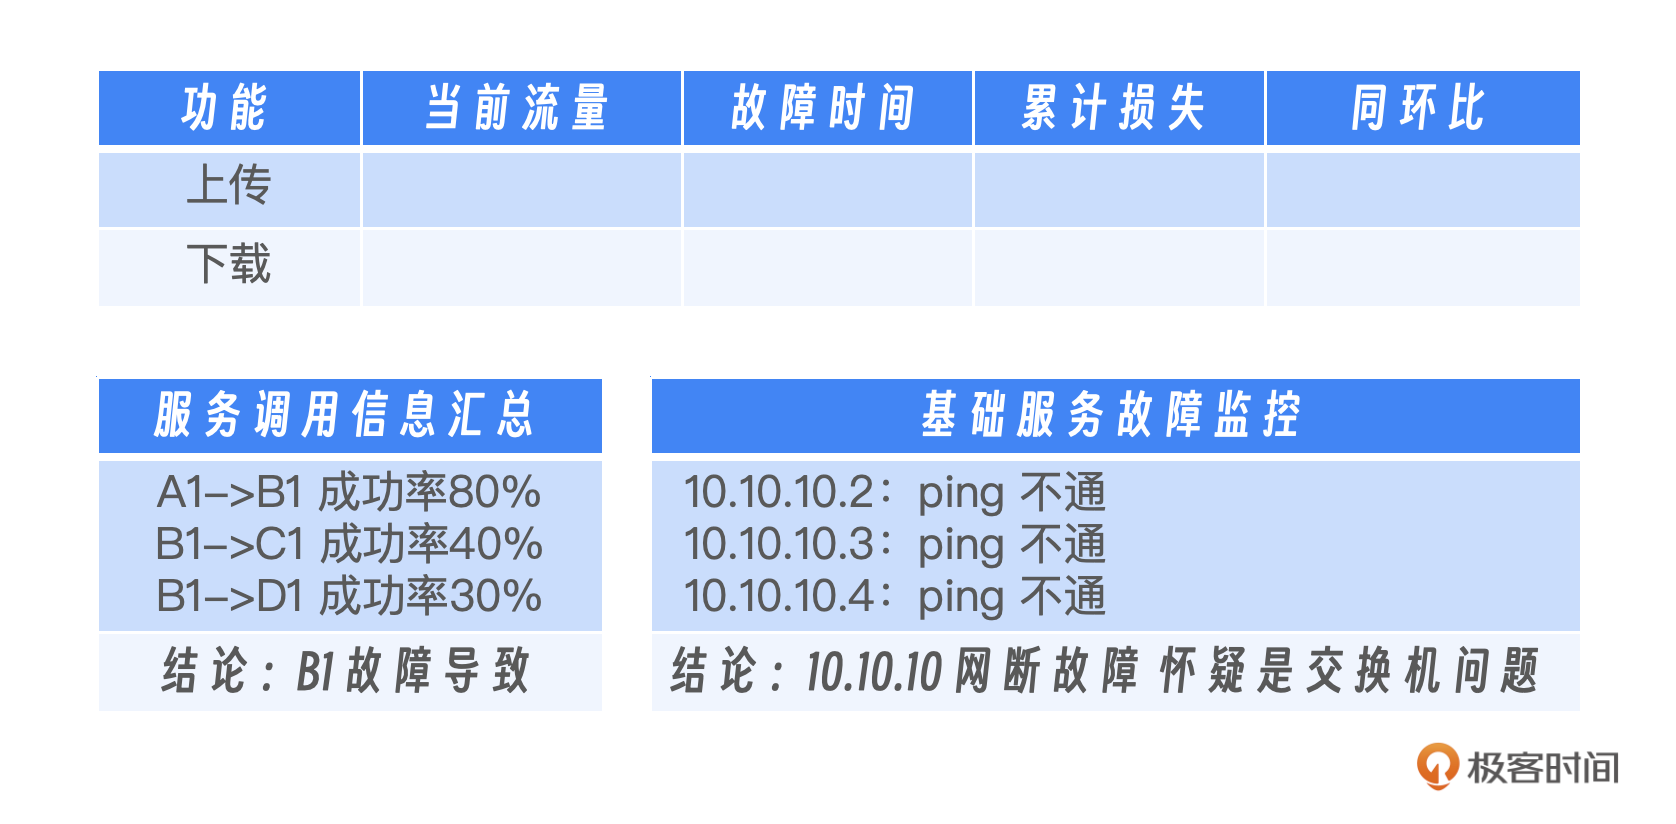 功能 当前流量 故障时间 累计损失 同环比
上传
下载
服务调用信息汇总
A1->B1 成功率80%
B1->C1 成功率40%
B1->D1 成功率30%
结论：B1故障导致
基础服务故障监控
10.10.10.2：ping 不通
10.10.10.3：ping 不通
10.10.10.4：ping 不通
结论：10.10.10网断故障 怀疑是交换机问题
极客时间